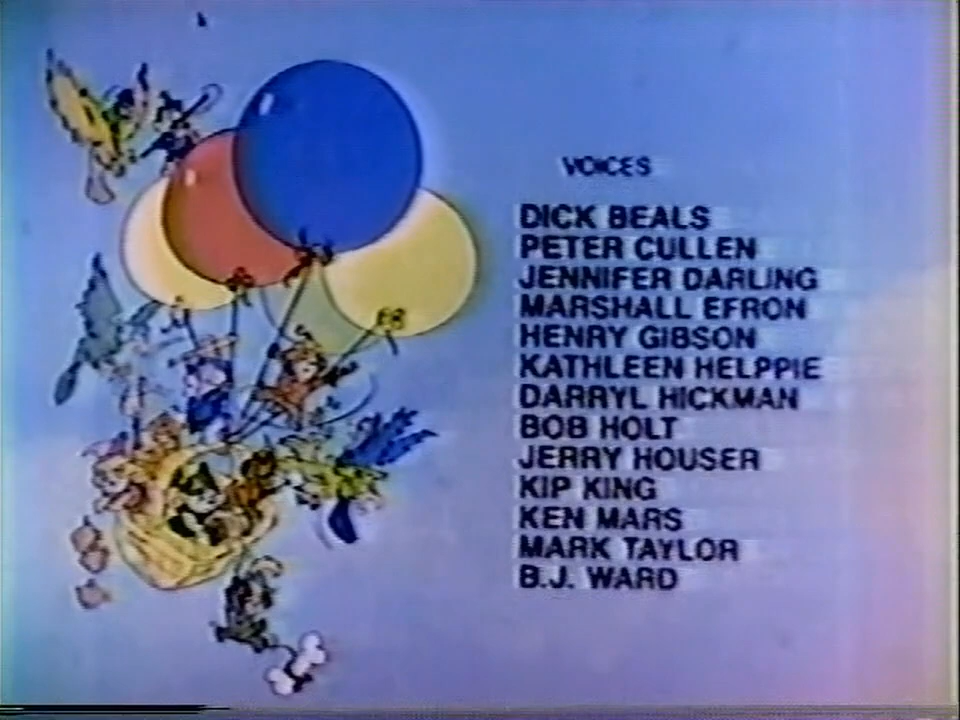 VOICES
DICK BEALS
PETER CULLEN
JENNIFER DARLING
MARSHALL EFRON
HENRY GIBSON
KATHLEEN HELPPIE
DARRYL HICKMAN
BOB HOLT
JERRY HOUSER
KIP KING
KEN MARS
MARK TAYLOR
B.J. WARD